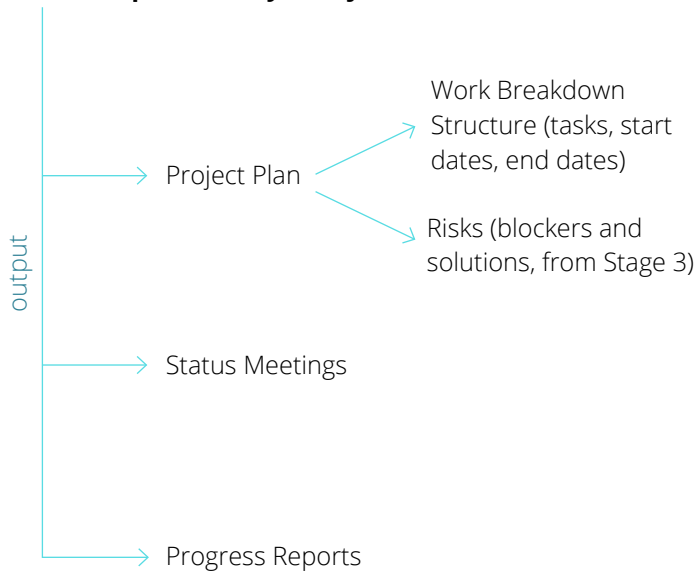 Work Breakdown
Structure (tasks, start
dates, end dates)
Project Plan
Risks (blockers and
solutions, from Stage 3)
output
Status Meetings
Progress Reports